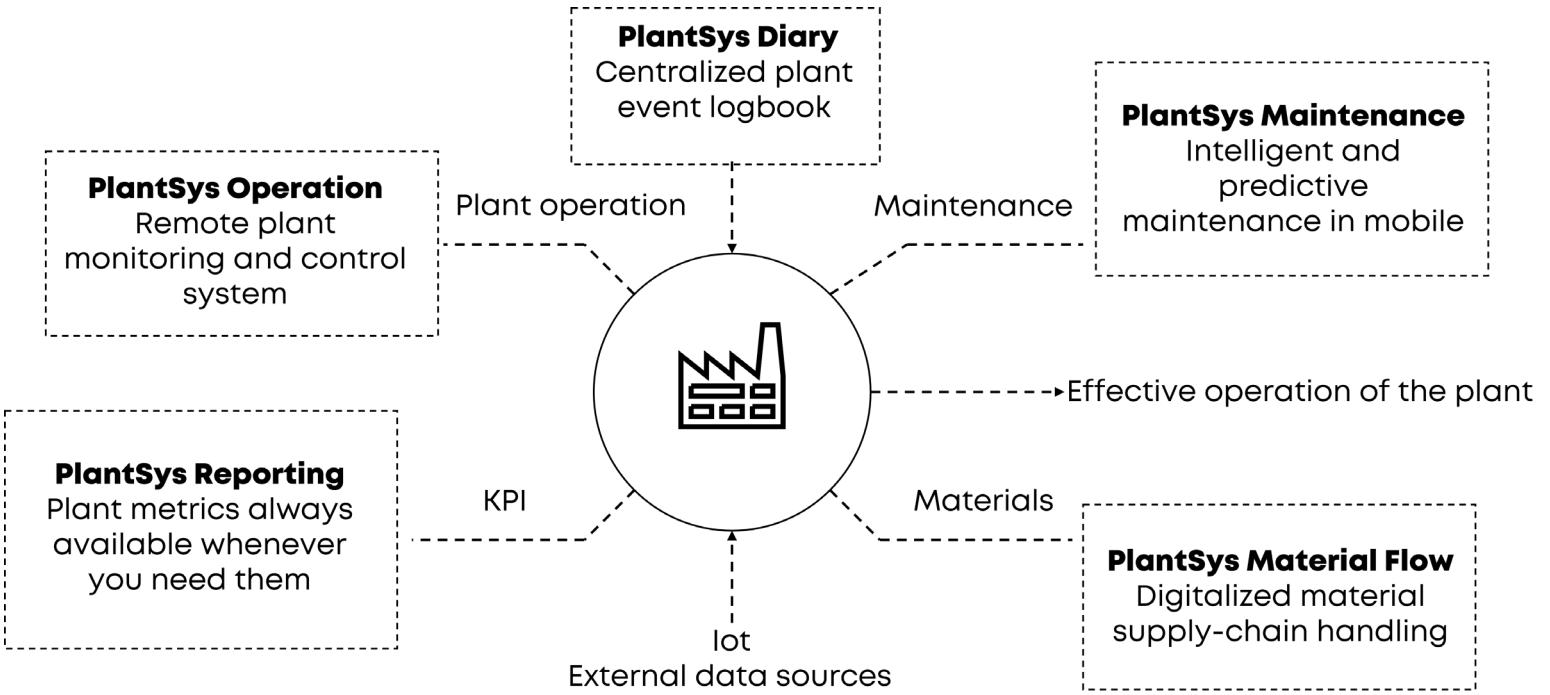 PlantSys Diary
Centralized plant
event logbook
PlantSys Maintenance
Intelligent and
predictive
maintenance in mobile
PlantSys Operation
Remote plant
monitoring and control
system
Plant operation
Maintenance
Effective operation of the plant
PlantSys Reporting
Plant metrics always
available whenever
you need them
KPI
Materials
PlantSys Material Flow
Digitalized material
supply-chain handling
Iot
External data sources